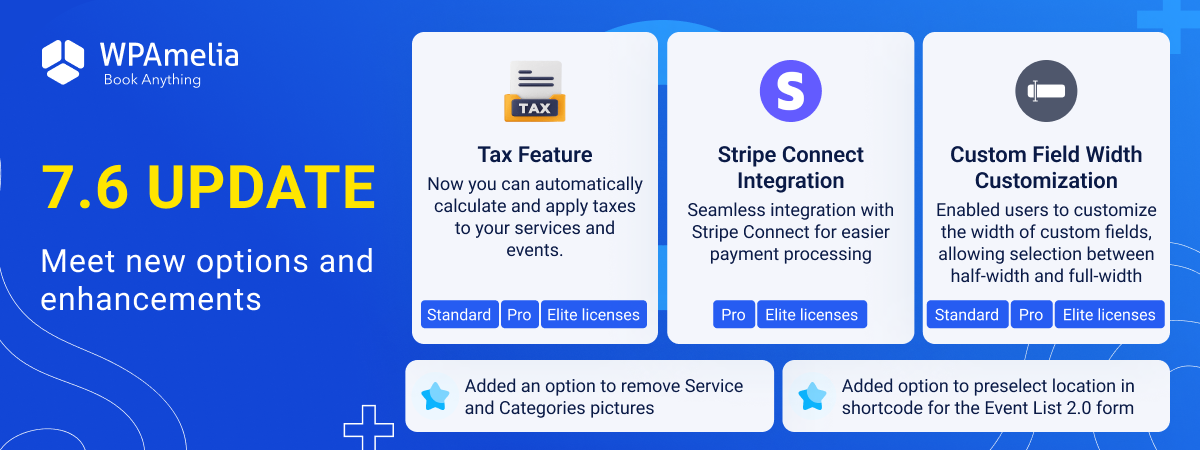 WPAmelia
Book Anything
7.6 UPDATE
Meet new options and
enhancements
TAX
Tax Feature
Now you can automatically
calculate and apply taxes
to your services and
events.
Standard Pro Elite licenses
S
Stripe Connect
Integration
Seamless integration with
Stripe Connect for easier
payment processing
Pro Elite licenses
Custom Field Width
Customization
Enabled users to customize
the width of custom fields,
allowing selection between
half-width and full-width
Standard Pro Elite licenses
Added an option to remove Service
and Categories pictures
Added option to preselect location in
shortcode for the Event List 2.0 form